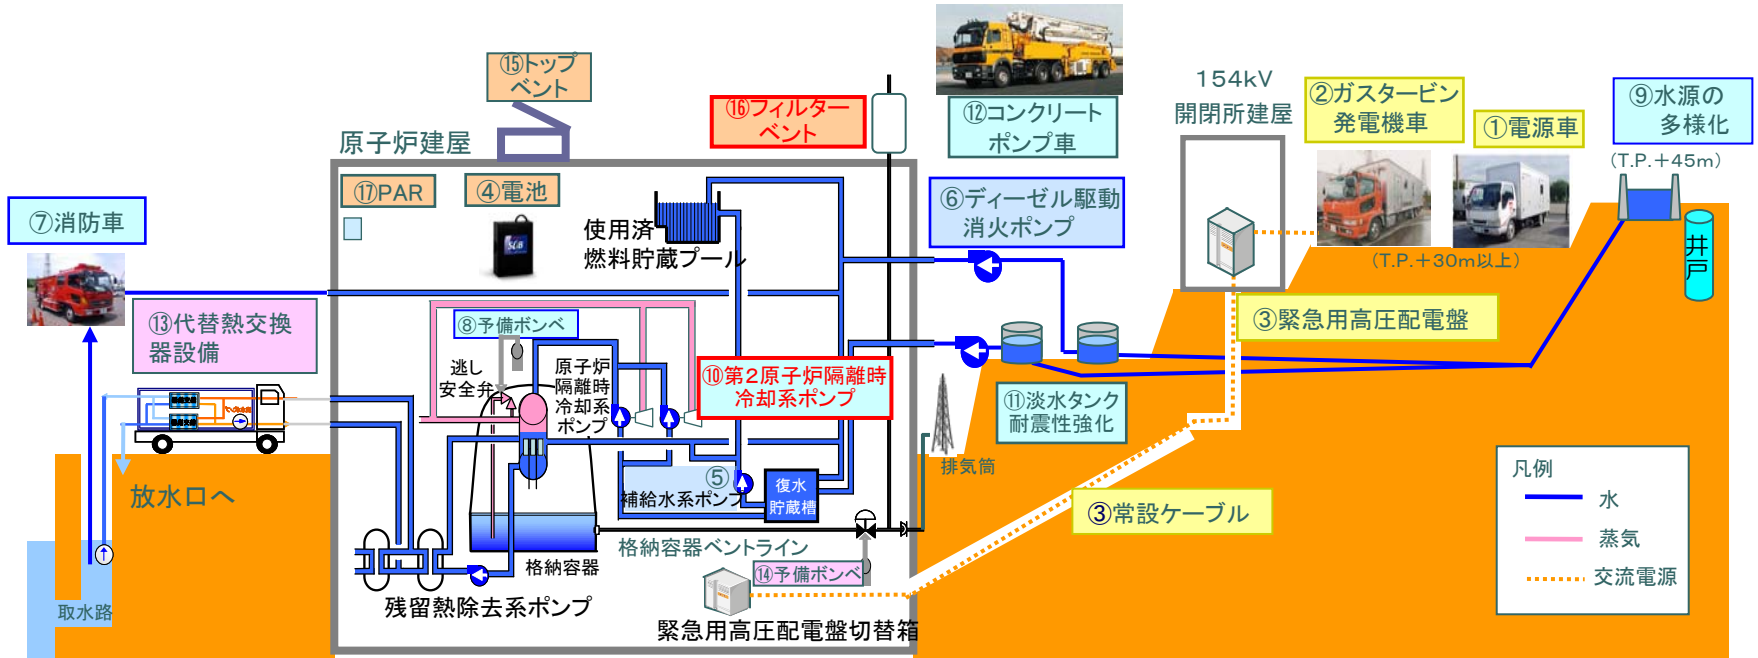 ⑮トップ
ベント
⑯フィルター
ベント
⑫コンクリート
ポンプ車
154kV
開閉所建屋
②ガスタービン
発電機車
①電源車
⑨水源の
多様化
(T.P.+45m)
原子炉建屋
⑰PAR
④電池
⑥ディーゼル駆動
消火ポンプ
⑦消防車
使用済
燃料貯蔵プール
井戸
(T.P.+30m以上)
⑬代替熱交換
器設備
⑧予備ボンベ
③緊急用高圧配電盤
逃し
安全弁
原子炉
隔離時
冷却系
ポンプ
⑩第2原子炉隔離時
冷却系ポンプ
⑪淡水タンク
耐震性強化
排気筒
放水口へ
⑤
補給水系ポンプ
復水
貯蔵槽
③常設ケーブル
凡例
水
蒸気
交流電源
格納容器ベントライン
格納容器
⑭予備ボンベ
取水路
残留熱除去系ポンプ
緊急用高圧配電盤切替箱